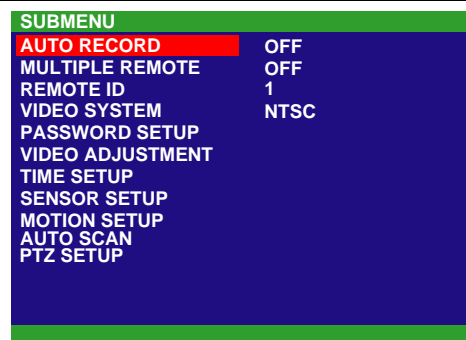 SUBMENU
AUTO RECORD OFF
MULTIPLE REMOTE OFF
REMOTE ID 1
VIDEO SYSTEM NTSC
PASSWORD SETUP
VIDEO ADJUSTMENT
TIME SETUP
SENSOR SETUP
MOTION SETUP
AUTO SCAN
PTZ SETUP